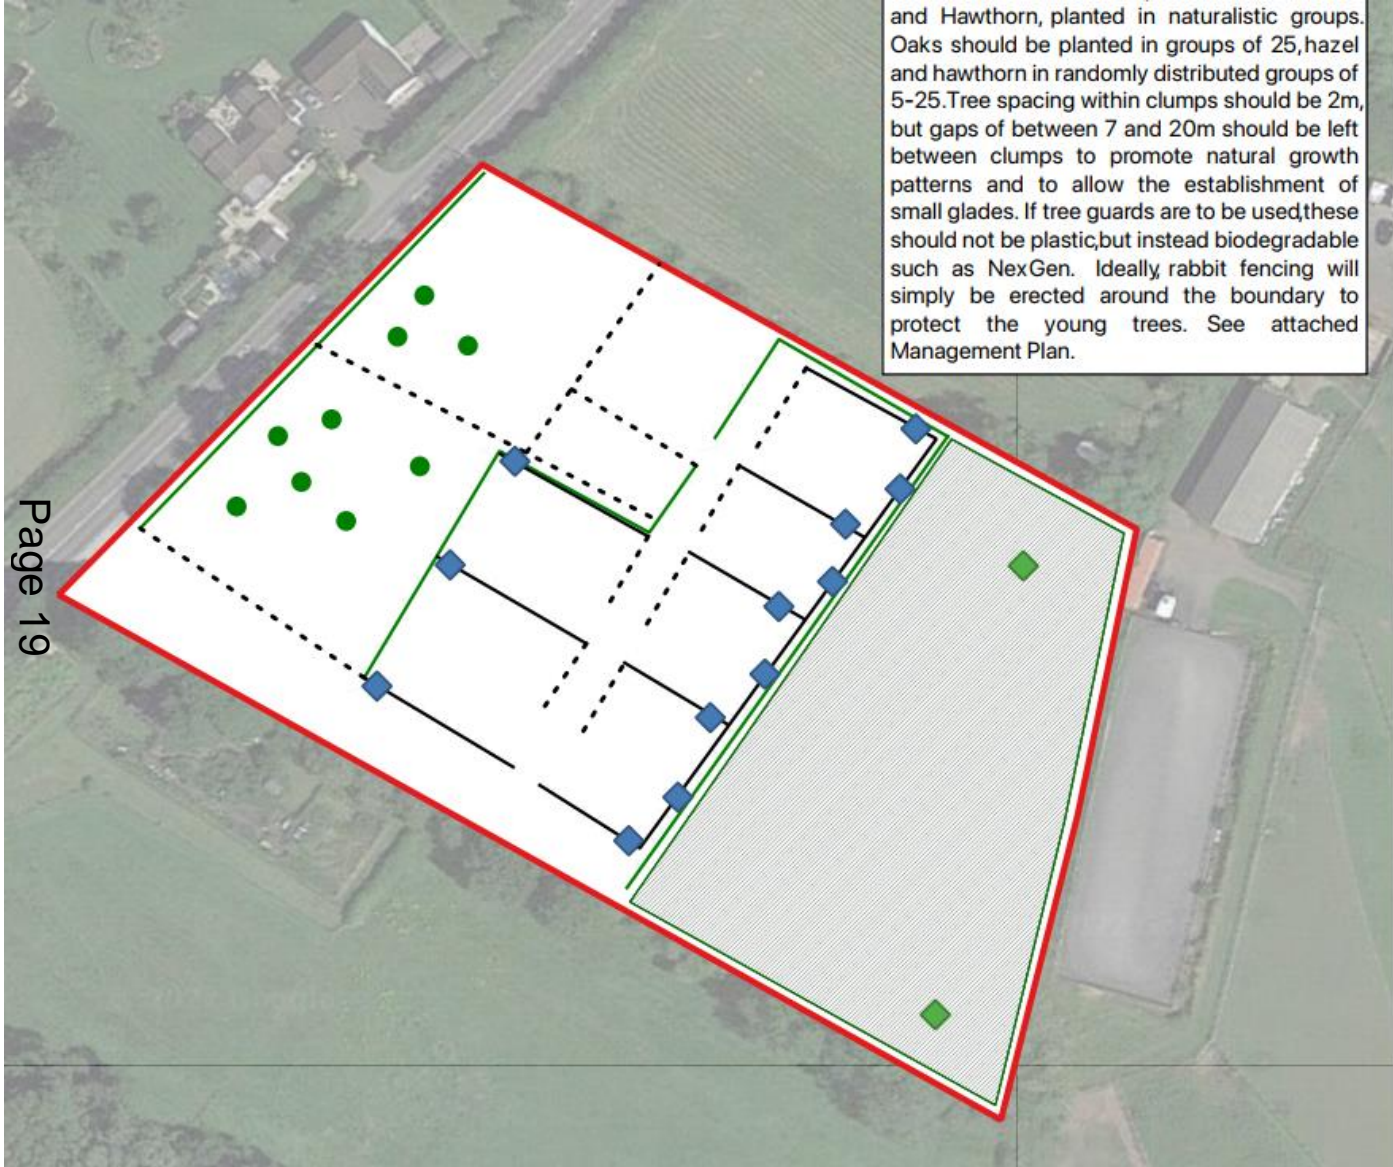 and Hawthorn, planted in naturalistic groups.
Oaks should be planted in groups of 25,hazel
and hawthorn in randomly distributed groups of
5-25.Tree spacing within clumps should be 2m,
but gaps of between 7 and 20m should be left
between clumps to promote natural growth
patterns and to allow the establishment of
small glades. If tree guards are to be used,these
should not be plastic,but instead biodegradable
such as NexGen. Ideally, rabbit fencing will
simply be erected around the boundary to
protect the young trees. See attached
Management Plan.
Page 19